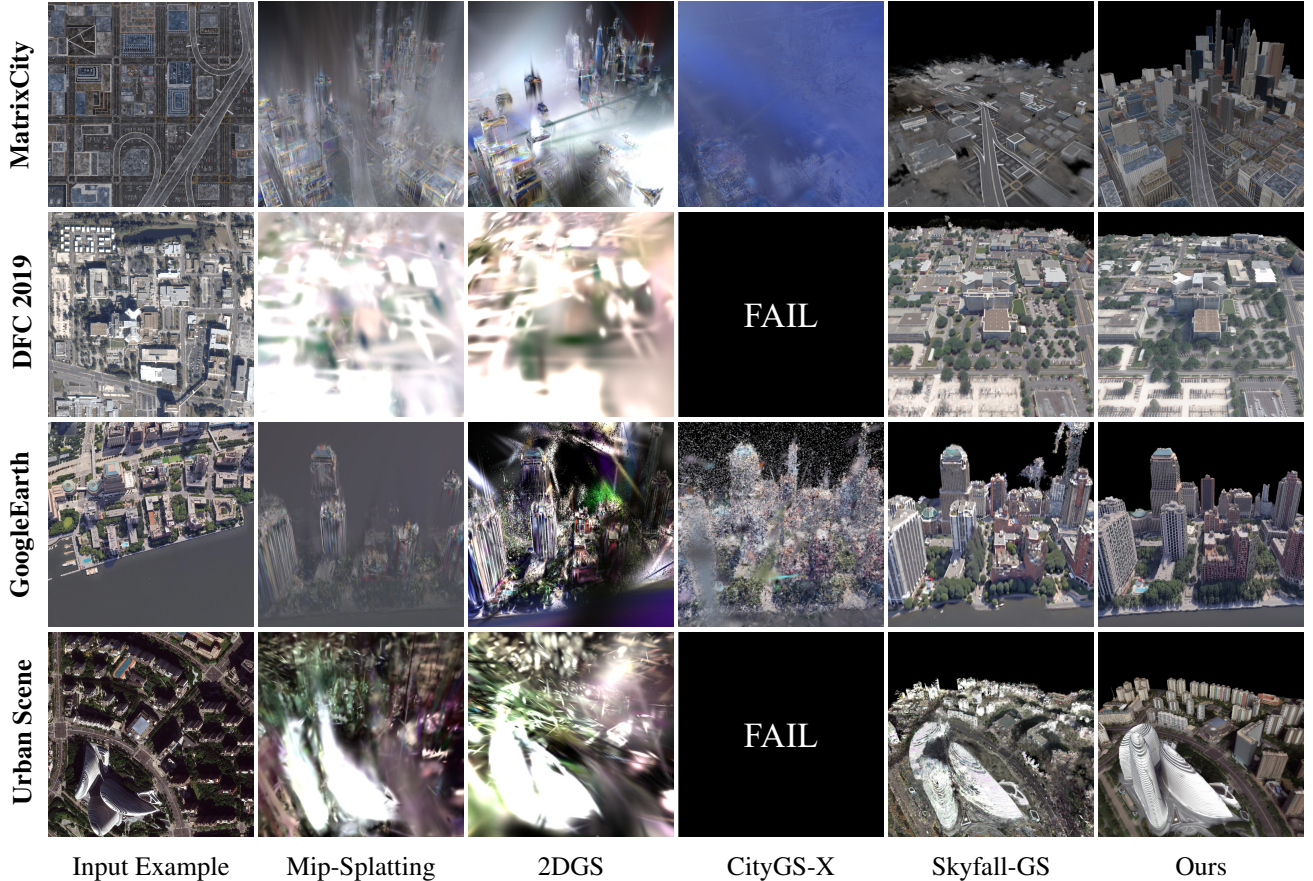 MatrixCity
DFC 2019
FAIL
GoogleEarth
Urban Scene
FAIL
Input Example
Mip-Splatting
2DGS
CityGS-X
Skyfall-GS
Ours